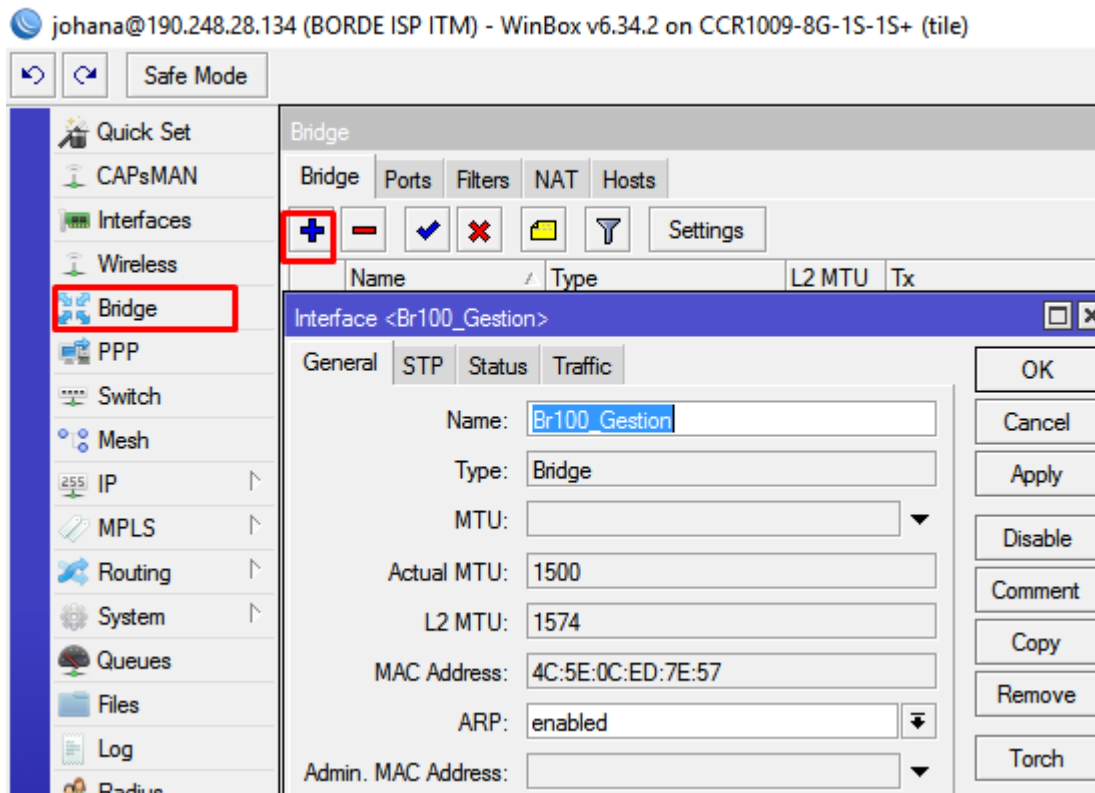 johana@190.248.28.134 (BORDE ISP ITM) - WinBox v6.34.2 on CCR1009-8G-1S-1S+ (tile)
Safe Mode
Quick Set
CAPsMAN
Interfaces
Wireless
Bridge
PPP
Switch
Mesh
255 IP
MPLS
Routing
System
Queues
Files
Log
Radius
Bridge
Bridge Ports Filters NAT Hosts
Settings
Name Type L2 MTU Tx
Interface <Br100_Gestion>
General STP Status Traffic
Name: Br100_Gestion
Type: Bridge
MTU:
Actual MTU: 1500
L2 MTU: 1574
MAC Address: 4C:5E:0C:ED:7E:57
ARP: enabled
Admin. MAC Address:
OK
Cancel
Apply
Disable
Comment
Copy
Remove
Torch